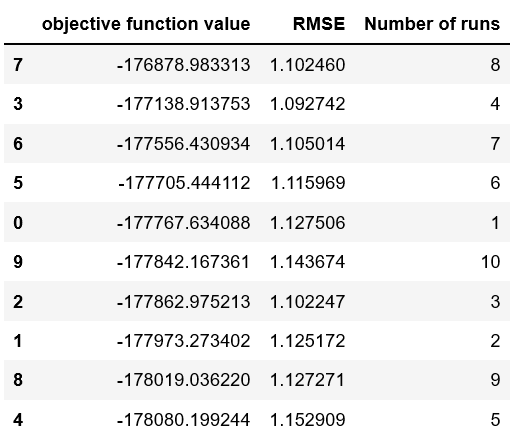 objective function value RMSE Number of runs
7 -176878.983313 1.102460 8
3 -177138.913753 1.092742 4
6 -177556.430934 1.105014 7
5 -177705.444112 1.115969 6
0 -177767.634088 1.127506 1
9 -177842.167361 1.143674 10
2 -177862.975213 1.102247 3
1 -177973.273402 1.125172 2
8 -178019.036220 1.127271 9
4 -178080.199244 1.152909 5